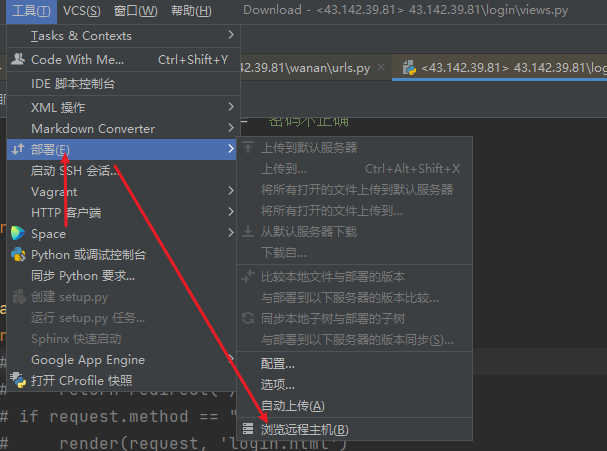 工具(T) VCS(S) 窗口(W) 帮助(H) Download - <43.142.39.81> 43.142.39.81\login\views.py
Tasks & Contexts
Code With Me... Ctrl+Shift+Y
IDE 脚本控制台
XML 操作
Markdown Converter
部署(E)
启动 SSH 会话...
Vagrant
HTTP 客户端
Space
Python 或调试控制台
同步 Python 要求...
创建 setup.py
运行 setup.py 任务...
Sphinx 快速启动
Google App Engine
打开 CProfile 快照
42.39.81\wanan\urls.py
<43.142.39.81> 43.142.39.81\log
密码不正确
上传到默认服务器
上传到... Ctrl+Alt+Shift+X
将所有打开的文件上传到默认服务器
将所有打开的文件上传到...
从默认服务器下载
下载自...
比较本地文件与部署的版本
与部署到以下服务器的版本比较...
同步本地子树与部署的子树
与部署到以下服务器的版本同步(S)...
配置...
选项...
自动上传(A)
浏览远程主机(B)
#
# return redirect('/
# if request.method == "
# render(request, 'login.html')